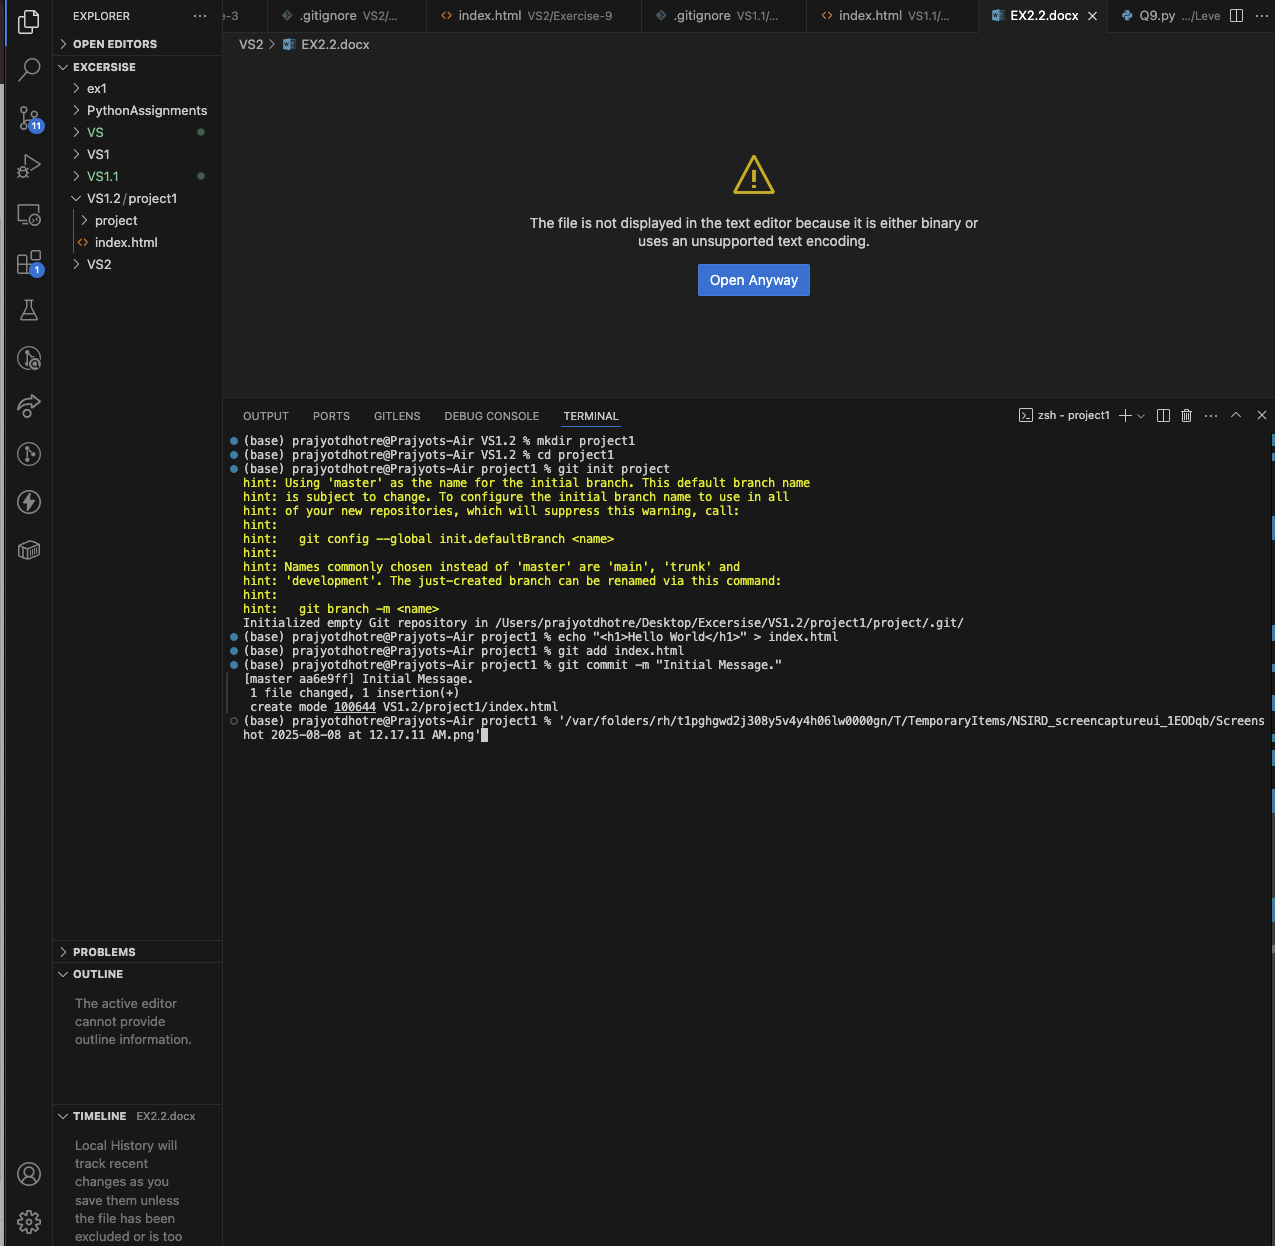 EXPLORER
OPEN EDITORS
EXCERSISE
ex1
PythonAssignments
VS
VS1
VS1.1
VS1.2/project1
project
index.html
VS2
11
1
e-3
.gitignore VS2/...
index.html VS2/Exercise-9
.gitignore VS1.1/...
index.html VS1.1/...
EX2.2.docx
Q9.py .../Leve
VS2 > EX2.2.docx
The file is not displayed in the text editor because it is either binary or
uses an unsupported text encoding.
Open Anyway
OUTPUT PORTS GITLENS DEBUG CONSOLE TERMINAL
zsh - project1
(base) prajyotdhotre@Prajyots-Air VS1.2 % mkdir project1
(base) prajyotdhotre@Prajyots-Air VS1.2 % cd project1
(base) prajyotdhotre@Prajyots-Air project1 % git init project
hint: Using 'master' as the name for the initial branch. This default branch name
hint: is subject to change. To configure the initial branch name to use in all
hint: of your new repositories, which will suppress this warning, call:
hint:
hint:   git config --global init.defaultBranch <name>
hint:
hint: Names commonly chosen instead of 'master' are 'main', 'trunk' and
hint: 'development'. The just-created branch can be renamed via this command:
hint:
hint:   git branch -m <name>
Initialized empty Git repository in /Users/prajyotdhotre/Desktop/Excersise/VS1.2/project1/project/.git/
(base) prajyotdhotre@Prajyots-Air project1 % echo "<h1>Hello World</h1>" > index.html
(base) prajyotdhotre@Prajyots-Air project1 % git add index.html
(base) prajyotdhotre@Prajyots-Air project1 % git commit -m "Initial Message."
[master aa6e9ff] Initial Message.
1 file changed, 1 insertion(+)
create mode 100644 VS1.2/project1/index.html
(base) prajyotdhotre@Prajyots-Air project1 % '/var/folders/rh/t1pghgwd2j308y5v4y4h06lw0000gn/T/TemporaryItems/NSIRD_screencaptureui_1EODqb/Screens
hot 2025-08-08 at 12.17.11 AM.png'
PROBLEMS
OUTLINE
The active editor
cannot provide
outline information.
TIMELINE EX2.2.docx
Local History will
track recent
changes as you
save them unless
the file has been
excluded or is too